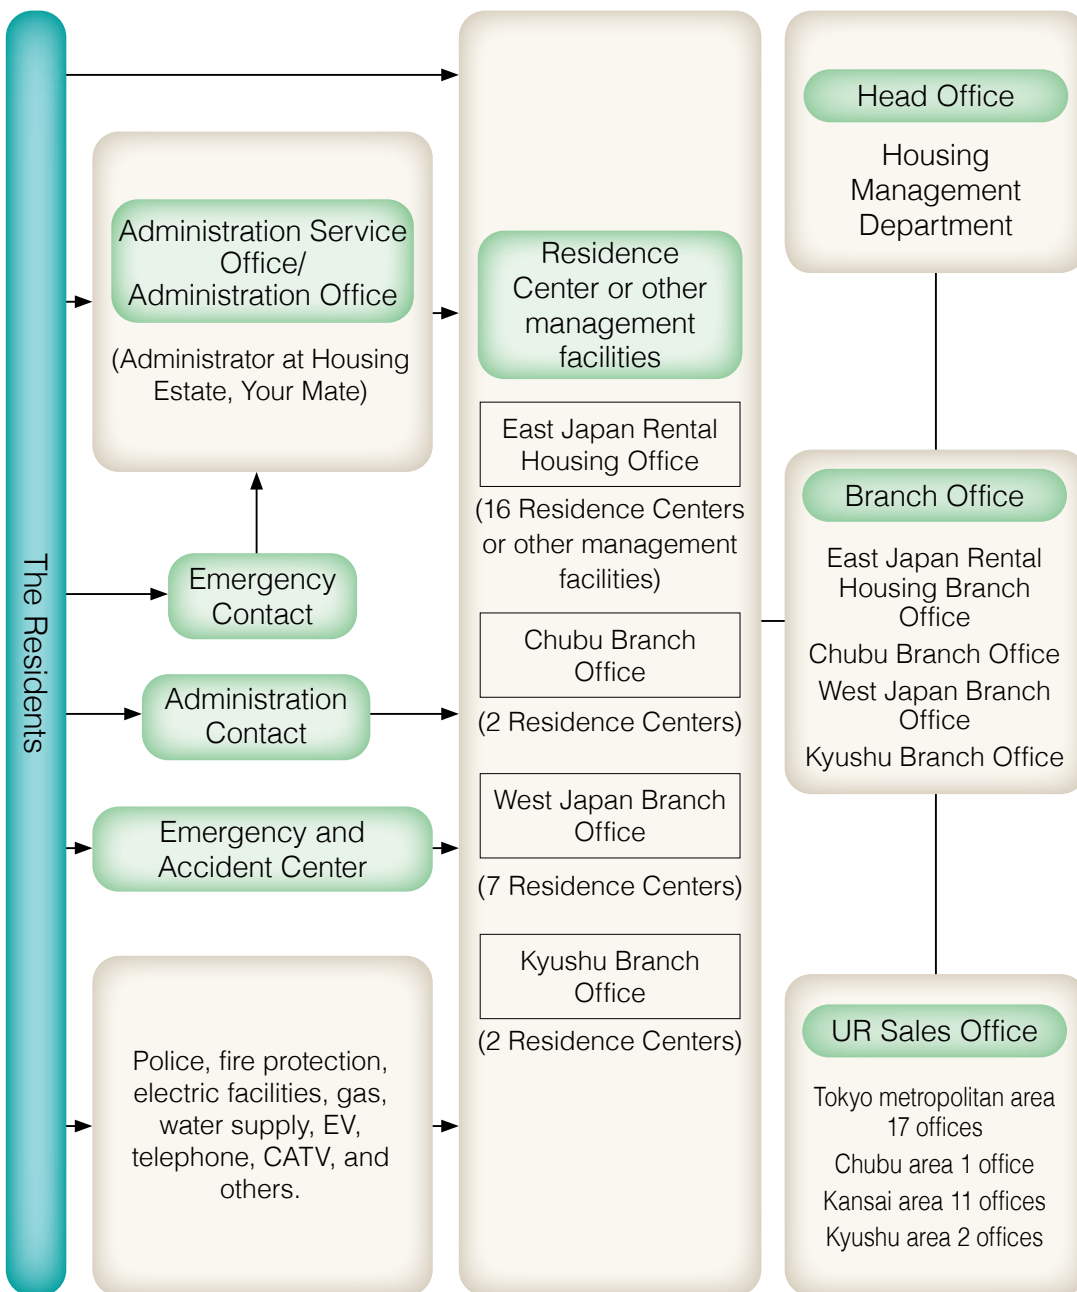 The Residents
Administration Service
Office/
Administration Office
(Administrator at Housing
Estate, Your Mate)
Emergency
Contact
Administration
Contact
Emergency and
Accident Center
Police, fire protection,
electric facilities, gas,
water supply, EV,
telephone, CATV, and
others.
Residence
Center or other
management
facilities
East Japan Rental
Housing Office
(16 Residence Centers
or other management
facilities)
Chubu Branch
Office
(2 Residence Centers)
West Japan Branch
Office
(7 Residence Centers)
Kyushu Branch
Office
(2 Residence Centers)
Head Office
Housing
Management
Department
Branch Office
East Japan Rental
Housing Branch
Office
Chubu Branch Office
West Japan Branch
Office
Kyushu Branch Office
UR Sales Office
Tokyo metropolitan area
17 offices
Chubu area 1 office
Kansai area 11 offices
Kyushu area 2 offices